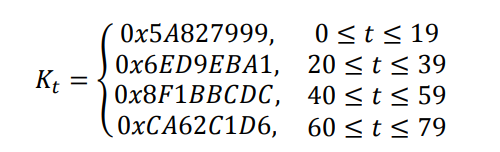 0x5A827999, 0 ≤ t ≤ 19
K_t = 0x6ED9EBA1, 20 ≤ t ≤ 39
0x8F1BBCDC, 40 ≤ t ≤ 59
0xCA62C1D6, 60 ≤ t ≤ 79